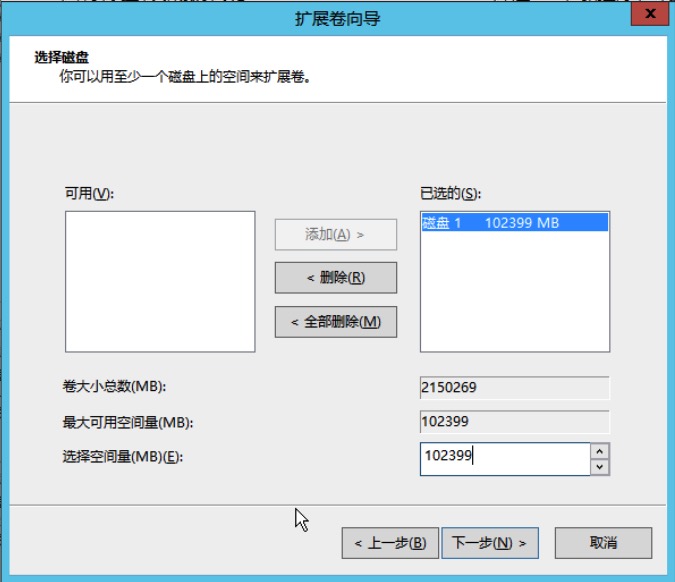 扩展卷向导
x
选择磁盘
你可以用至少一个磁盘上的空间来扩展卷。
可用(V):
已选的(S):
磁盘 1 102399 MB
添加(A) >
< 删除(R)
< 全部删除(M)
卷大小总数(MB): 2150269
最大可用空间量(MB): 102399
选择空间量(MB)(E): 102399
< 上一步(B) 下一步(N) > 取消